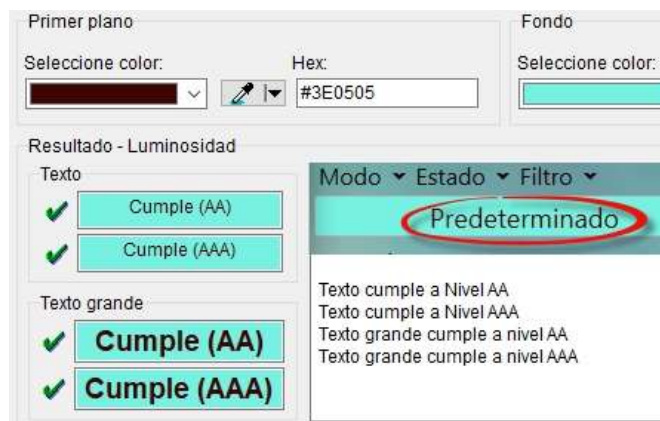 Primer plano
Fondo
Seleccione color:
Hex:
Seleccione color:
#3E0505
Resultado - Luminosidad
Texto
Cumple (AA)
Cumple (AAA)
Texto grande
Cumple (AA)
Cumple (AAA)
Modo Estado Filtro
Predeterminado
Texto cumple a Nivel AA
Texto cumple a Nivel AAA
Texto grande cumple a nivel AA
Texto grande cumple a nivel AAA